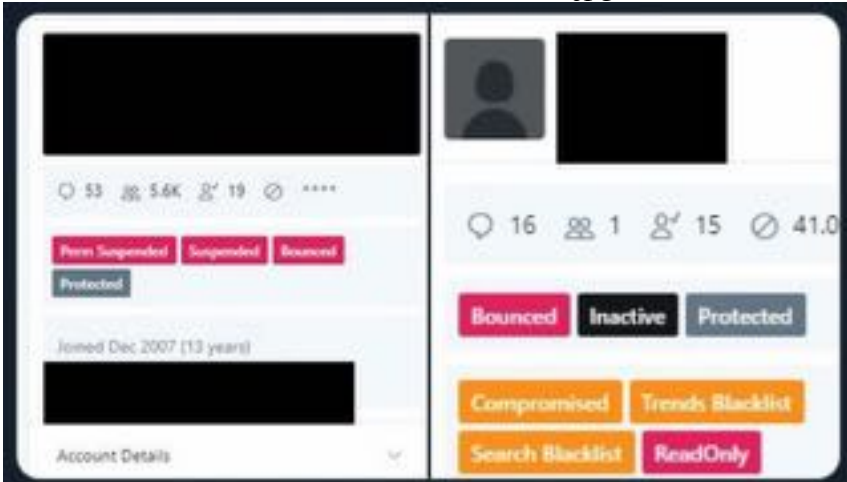 53 5.6K 19 ****
Perm Suspended Suspended Bounced
Protected
Joined Dec 2007 (13 years)
Account Details
16 1 15 41.0
Bounced Inactive Protected
Compromised Trends Blacklist
Search Blacklist ReadOnly